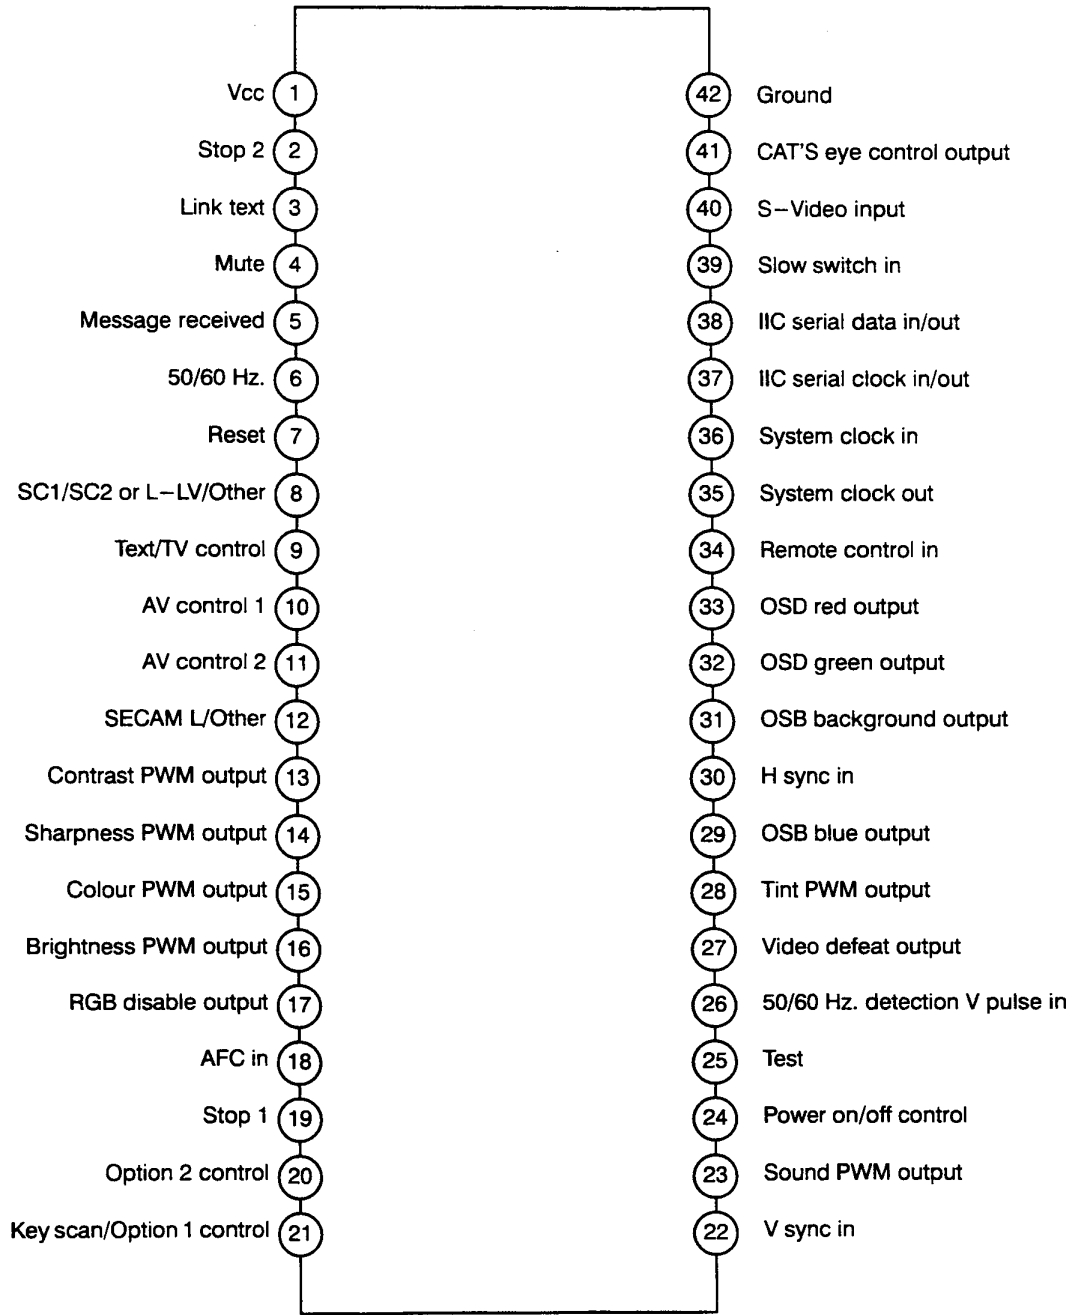 Vcc 1 42 Ground
Stop 2 2 41 CAT'S eye control output
Link text 3 40 S-Video input
Mute 4 39 Slow switch in
Message received 5 38 IIC serial data in/out
50/60 Hz. 6 37 IIC serial clock in/out
Reset 7 36 System clock in
SC1/SC2 or L-LV/Other 8 35 System clock out
Text/TV control 9 34 Remote control in
AV control 1 10 33 OSD red output
AV control 2 11 32 OSD green output
SECAM L/Other 12 31 OSB background output
Contrast PWM output 13 30 H sync in
Sharpness PWM output 14 29 OSB blue output
Colour PWM output 15 28 Tint PWM output
Brightness PWM output 16 27 Video defeat output
RGB disable output 17 26 50/60 Hz. detection V pulse in
AFC in 18 25 Test
Stop 1 19 24 Power on/off control
Option 2 control 20 23 Sound PWM output
Key scan/Option 1 control 21 22 V sync in